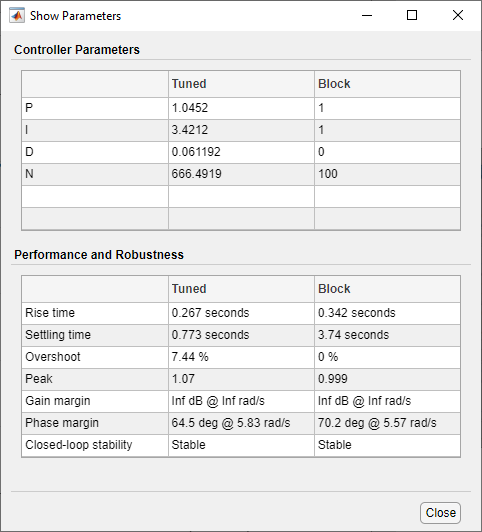 Show Parameters
Controller Parameters
Tuned Block
P 1.0452 1
I 3.4212 1
D 0.061192 0
N 666.4919 100
Performance and Robustness
Tuned Block
Rise time 0.267 seconds 0.342 seconds
Settling time 0.773 seconds 3.74 seconds
Overshoot 7.44 % 0 %
Peak 1.07 0.999
Gain margin Inf dB @ Inf rad/s Inf dB @ Inf rad/s
Phase margin 64.5 deg @ 5.83 rad/s 70.2 deg @ 5.57 rad/s
Closed-loop stability Stable Stable
Close